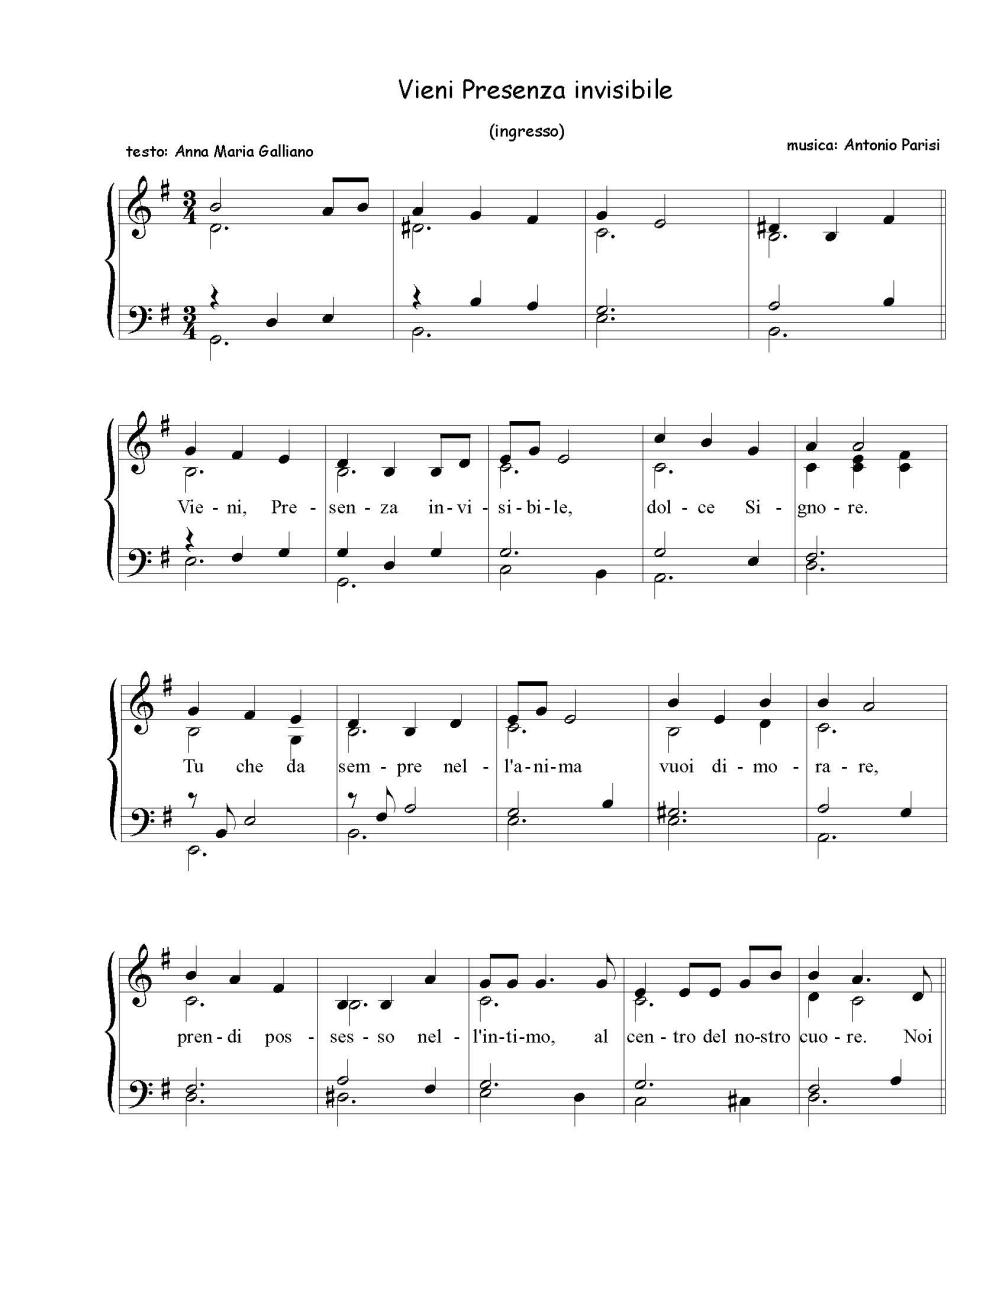 Vieni Presenza invisibile
(ingresso)
testo: Anna Maria Galliano
musica: Antonio Parisi
Vie - ni, Pre - sen - za in - vi - si - bi - le, dol - ce Si - gno - re.
Tu che da sem - pre nel - l'a - ni - ma vuoi di - mo - ra - re,
pren - di pos - ses - so nel - l'in - ti - mo, al cen - tro del no - stro cuo - re. Noi